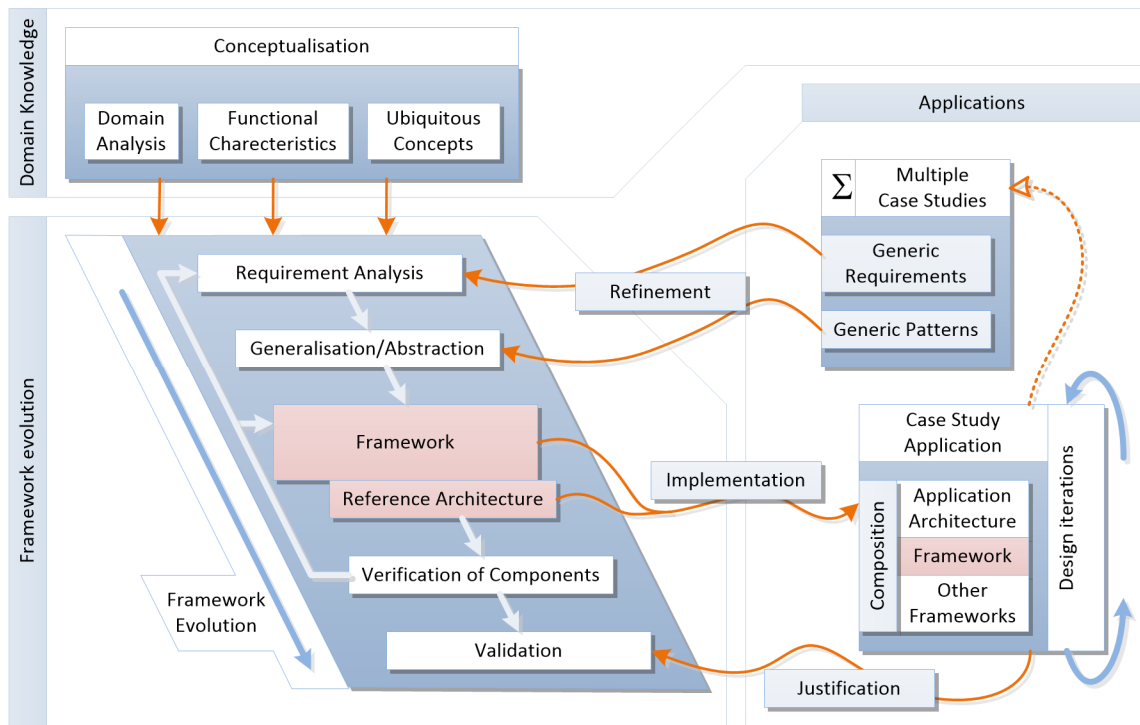 Domain Knowledge
Conceptualisation
Domain
Analysis
Functional
Charecteristics
Ubiquitous
Concepts
Applications
Σ
Multiple
Case Studies
Generic
Requirements
Generic Patterns
Framework evolution
Requirement Analysis
Refinement
Generalisation/Abstraction
Framework
Reference Architecture
Implementation
Verification of Components
Framework
Evolution
Validation
Case Study
Application
Composition
Application
Architecture
Framework
Other
Frameworks
Design iterations
Justification